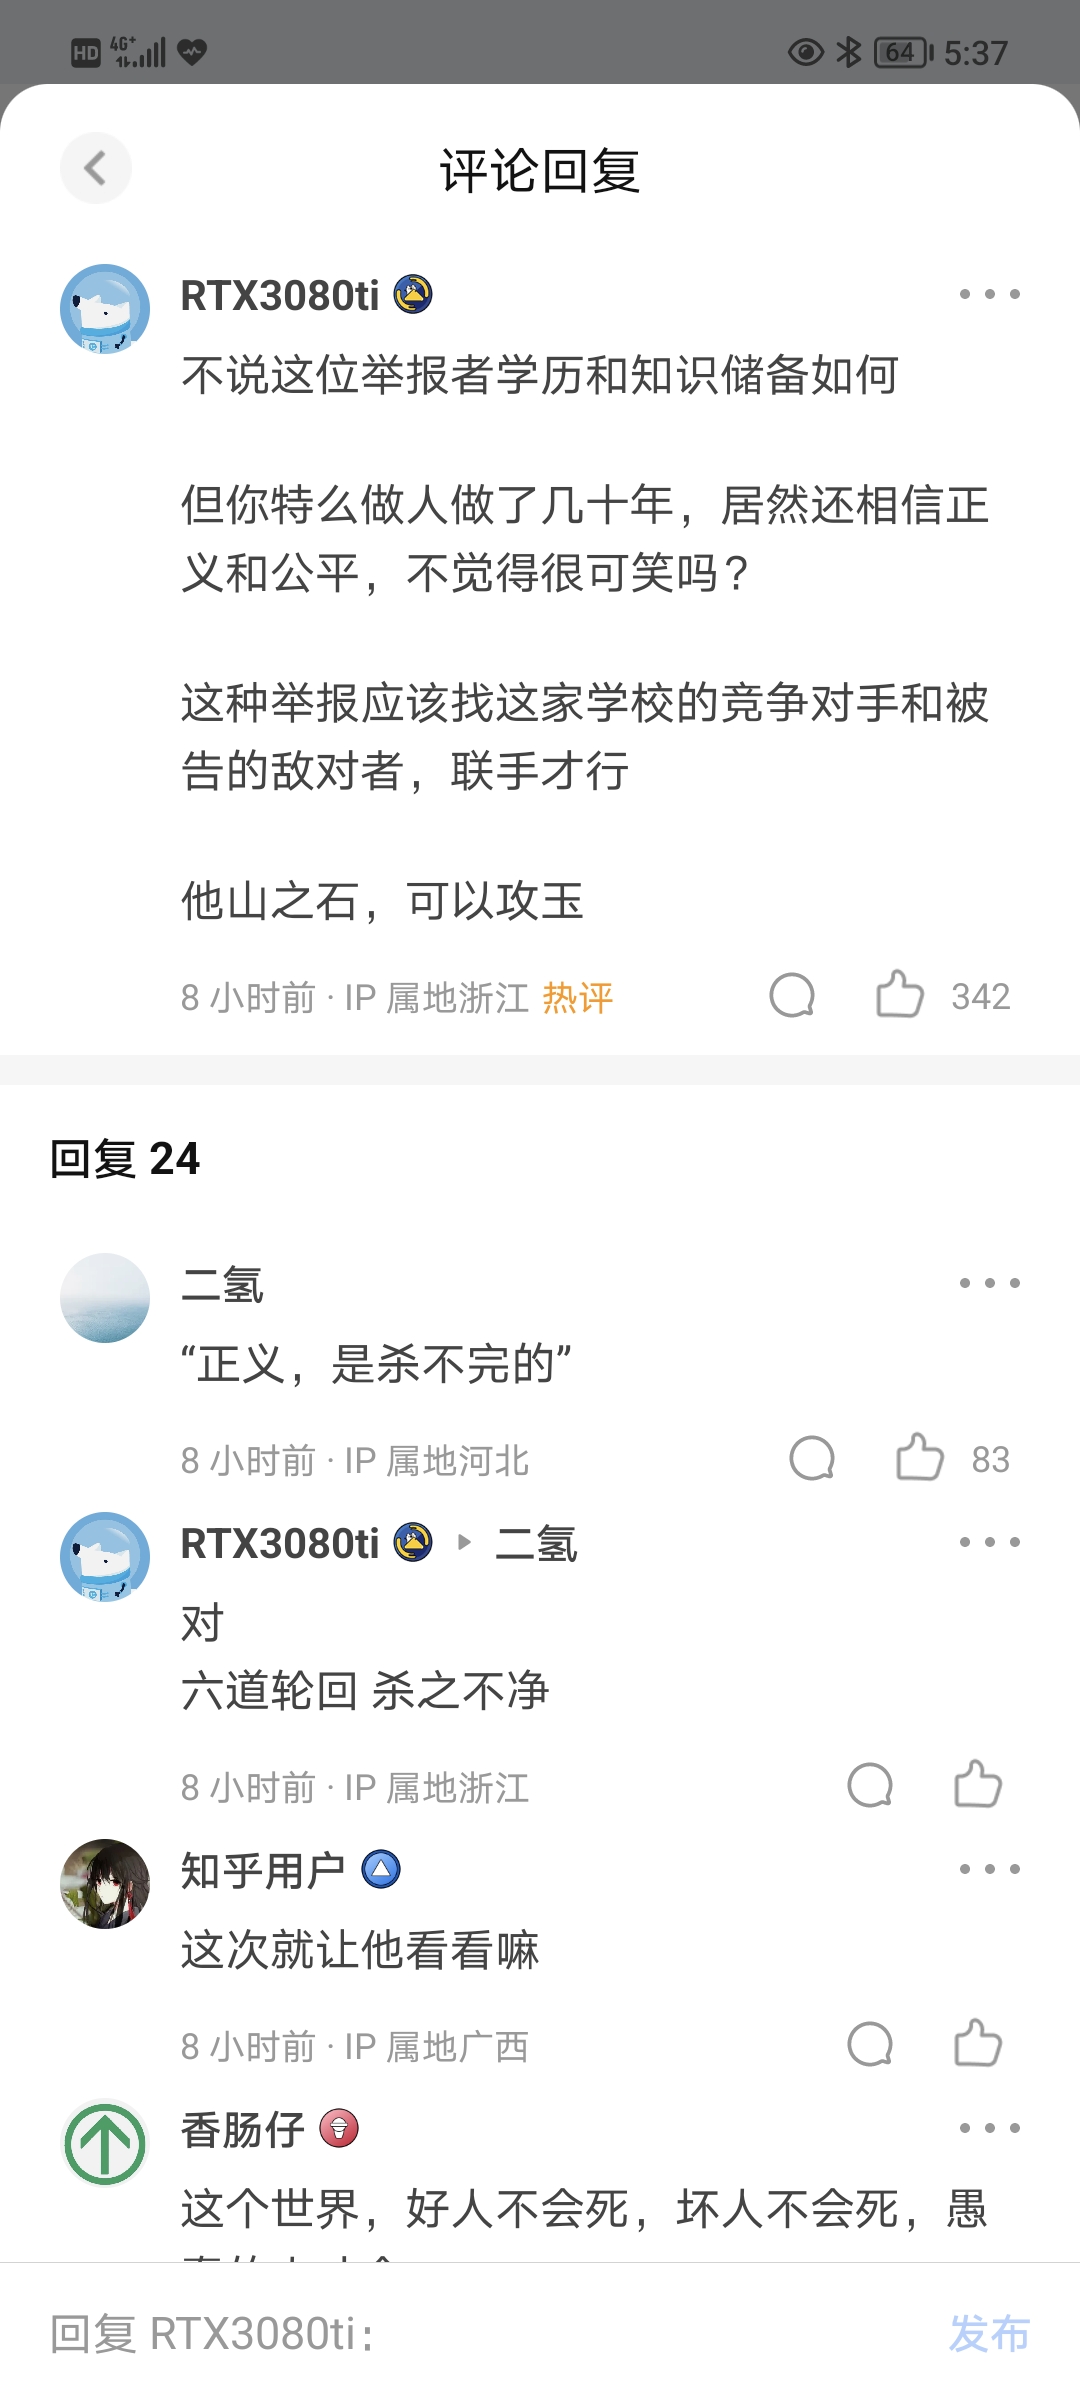 HD 4G+ 64 5:37
评论回复
RTX3080ti
不说这位举报者学历和知识储备如何
但你特么做人做了几十年，居然还相信正
义和公平，不觉得很可笑吗？
这种举报应该找这家学校的竞争对手和被
告的敌对者，联手才行
他山之石，可以攻玉
8 小时前 · IP 属地浙江 热评 342
回复 24
二氢
“正义，是杀不完的”
8 小时前 · IP 属地河北 83
RTX3080ti 二氢
对
六道轮回 杀之不净
8 小时前 · IP 属地浙江
知乎用户
这次就让他看看嘛
8 小时前 · IP 属地广西
香肠仔
这个世界，好人不会死，坏人不会死，愚
回复 RTX3080ti： 发布